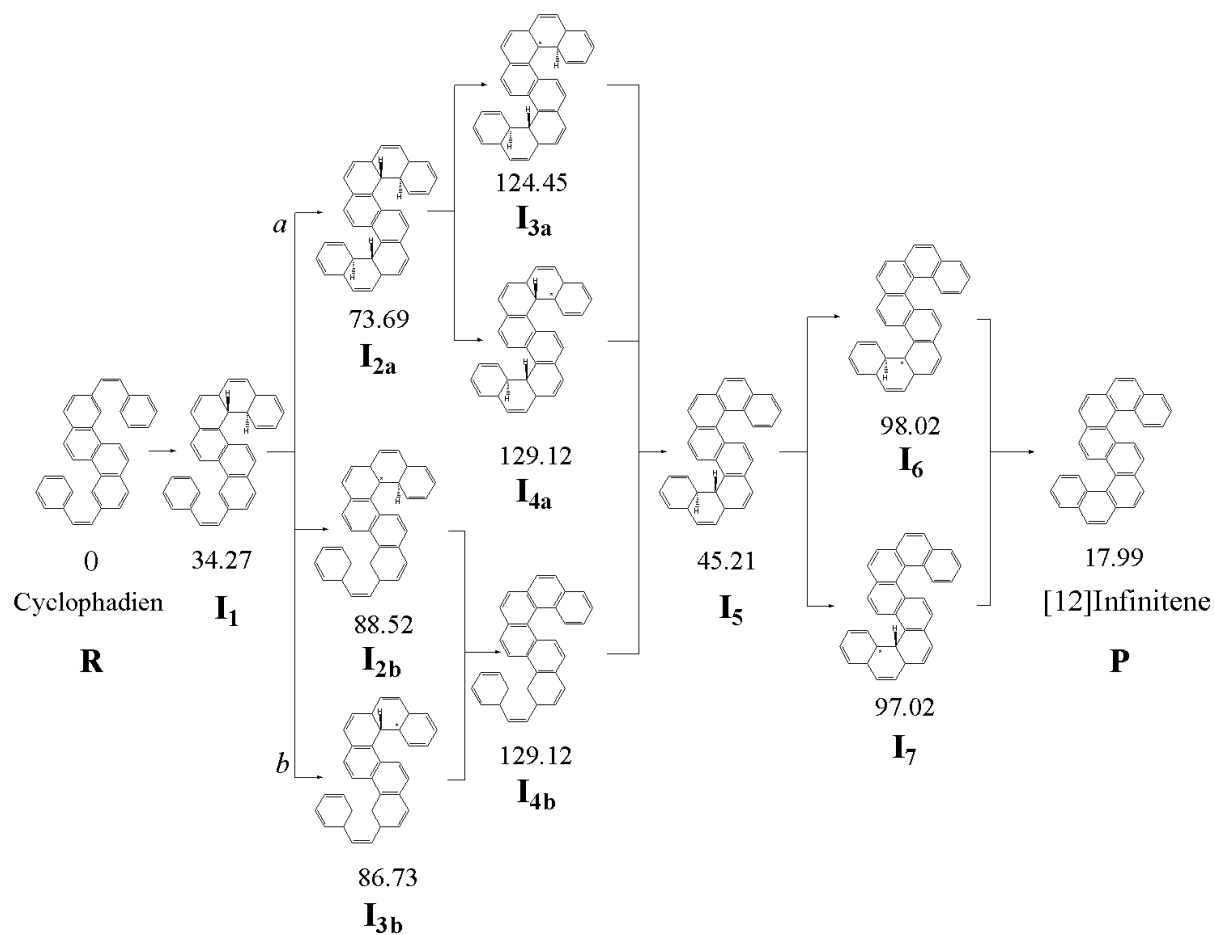 124.45
I3a
a
73.69
I2a
129.12
I4a
98.02
I6
0
Cyclophadien
R
34.27
I1
88.52
I2b
45.21
I5
17.99
[12]Infinitene
P
129.12
I4b
97.02
I7
b
86.73
I3b